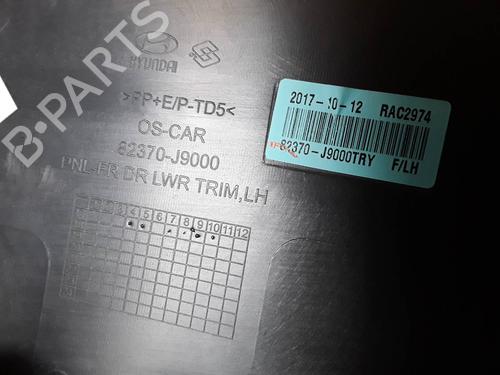 HYUNDAI
>PP+E/P-TD5<
OS-CAR
82370-J9000
PNL-FR DR LWR TRIM,LH
1 2 3 4 5 6 7 8 9 10 11 12
2017-10-12 RAC2974
82370-J9000TRY F/LH
B-PARTS